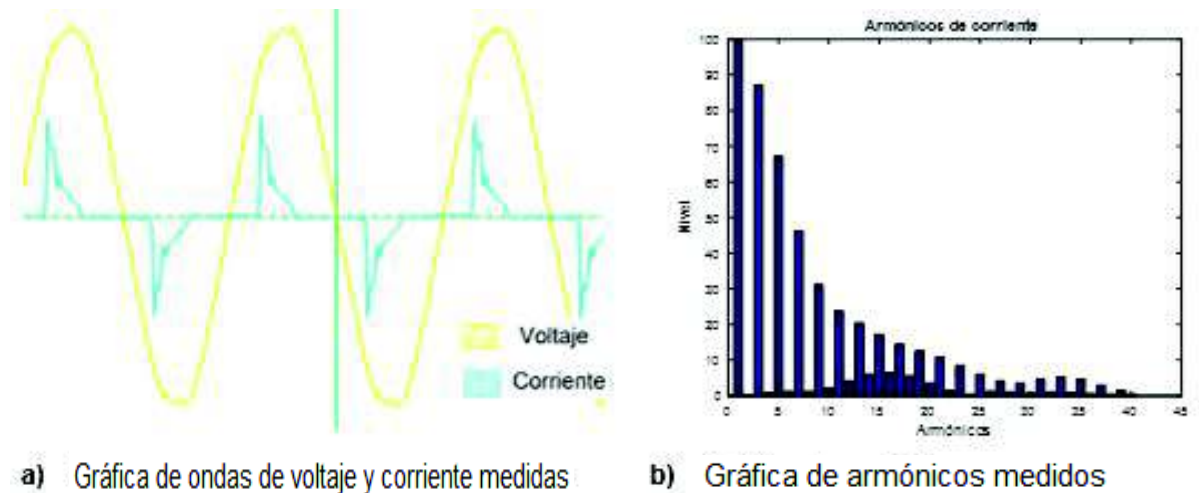 Voltaje
Corriente
a) Gráfica de ondas de voltaje y corriente medidas
Armónicos de corriente
100
90
80
70
60
50
40
30
20
10
0
Nivel
0 5 10 15 20 25 30 35 40 45
Armónicos
b) Gráfica de armónicos medidos